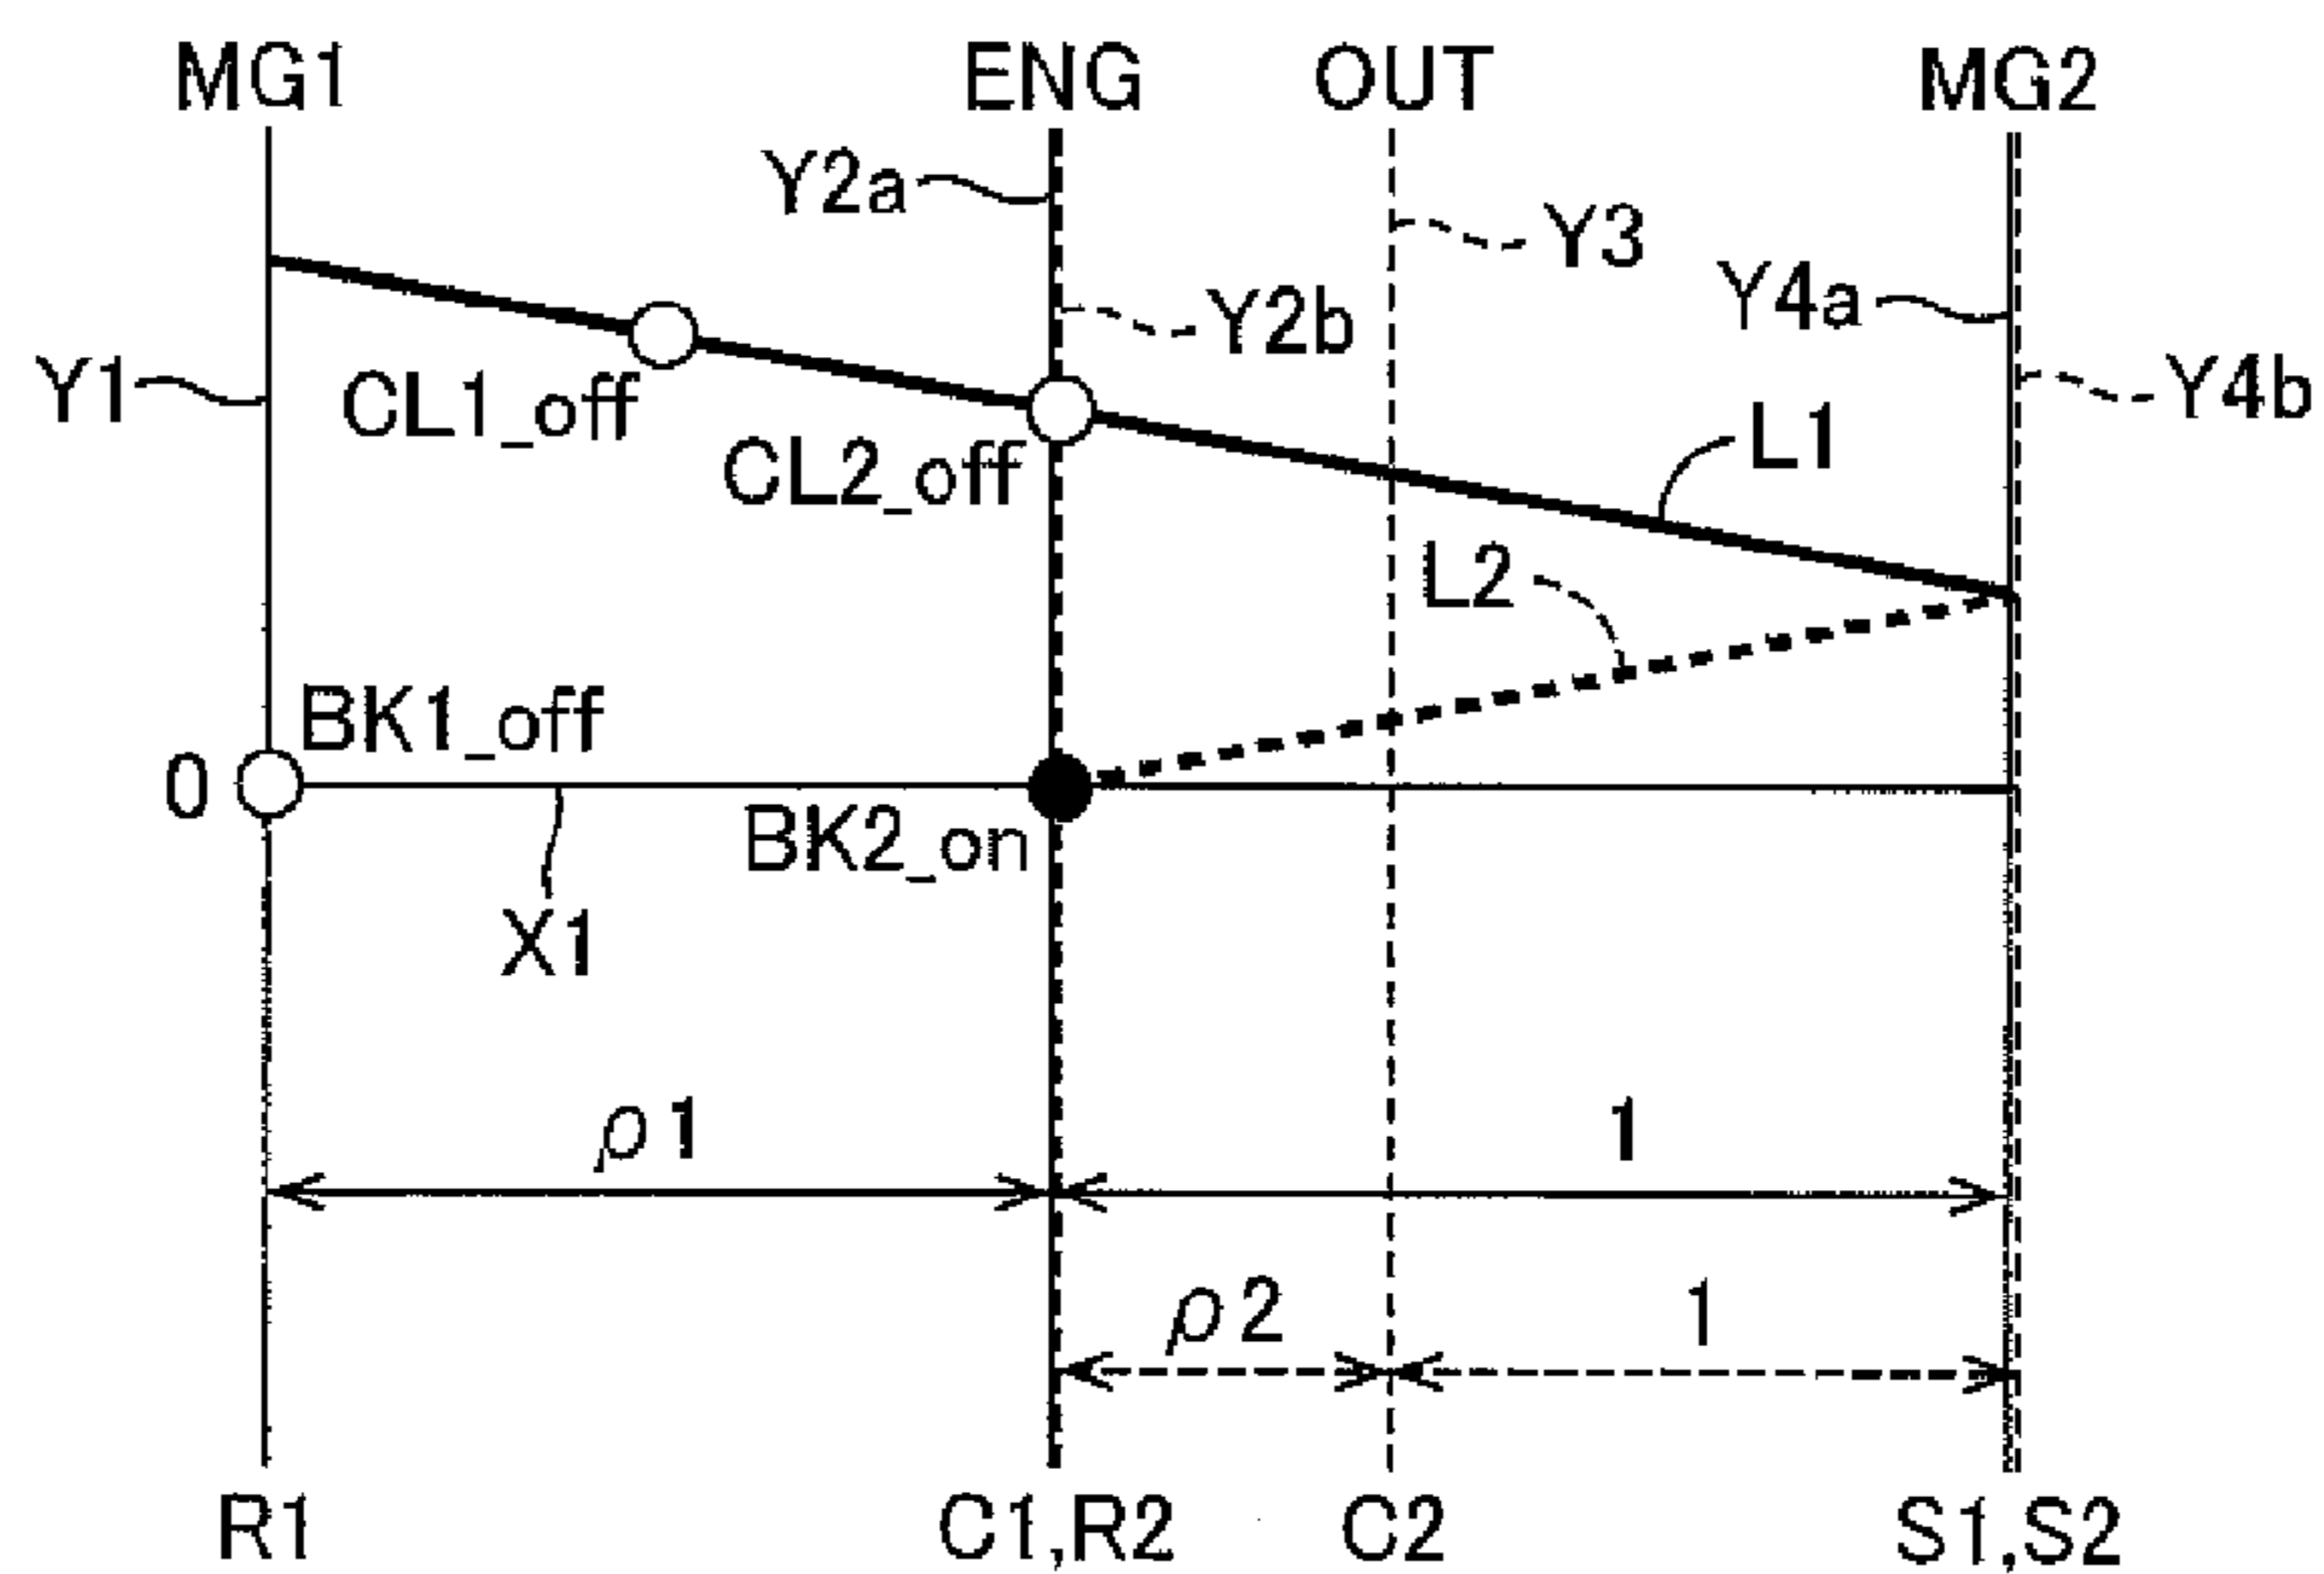 MG1 ENG OUT MG2
Y2a
Y3
Y4a
Y2b
Y1
Y4b
CL1_off
L1
CL2_off
L2
BK1_off
0
BK2_on
X1
ρ1 1
ρ2 1
R1 C1,R2 C2 S1,S2